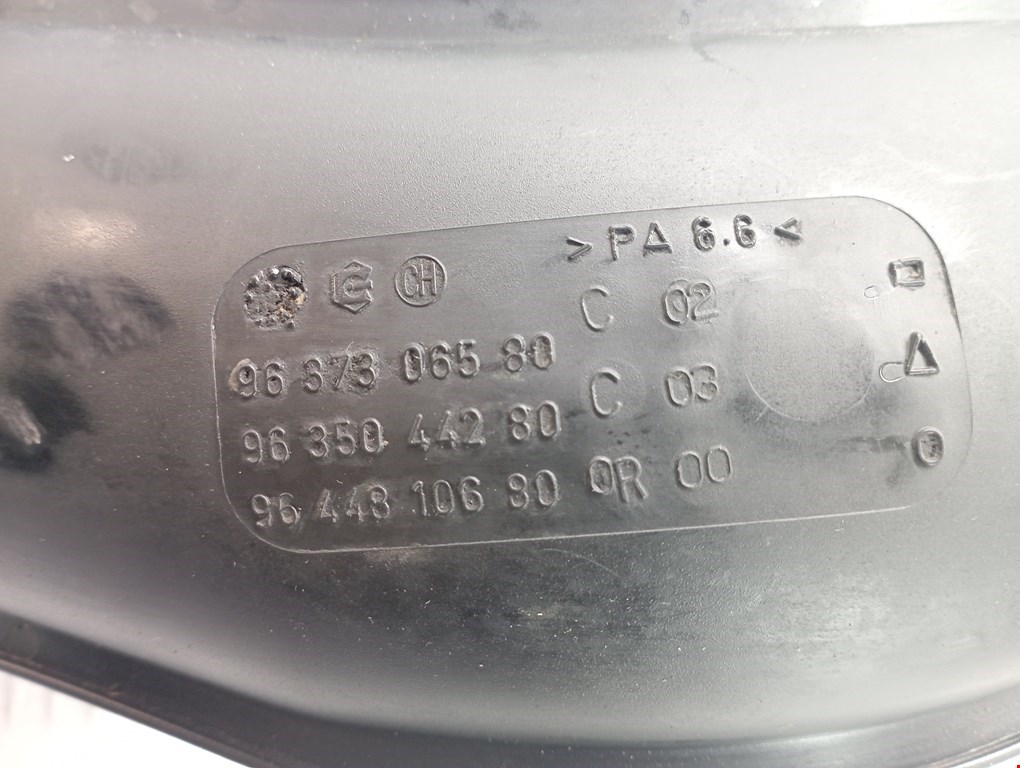 > PA 6.6 <
CH
96 373 065 80 C 02
96 350 442 80 C 03
96 448 106 80 OR 00